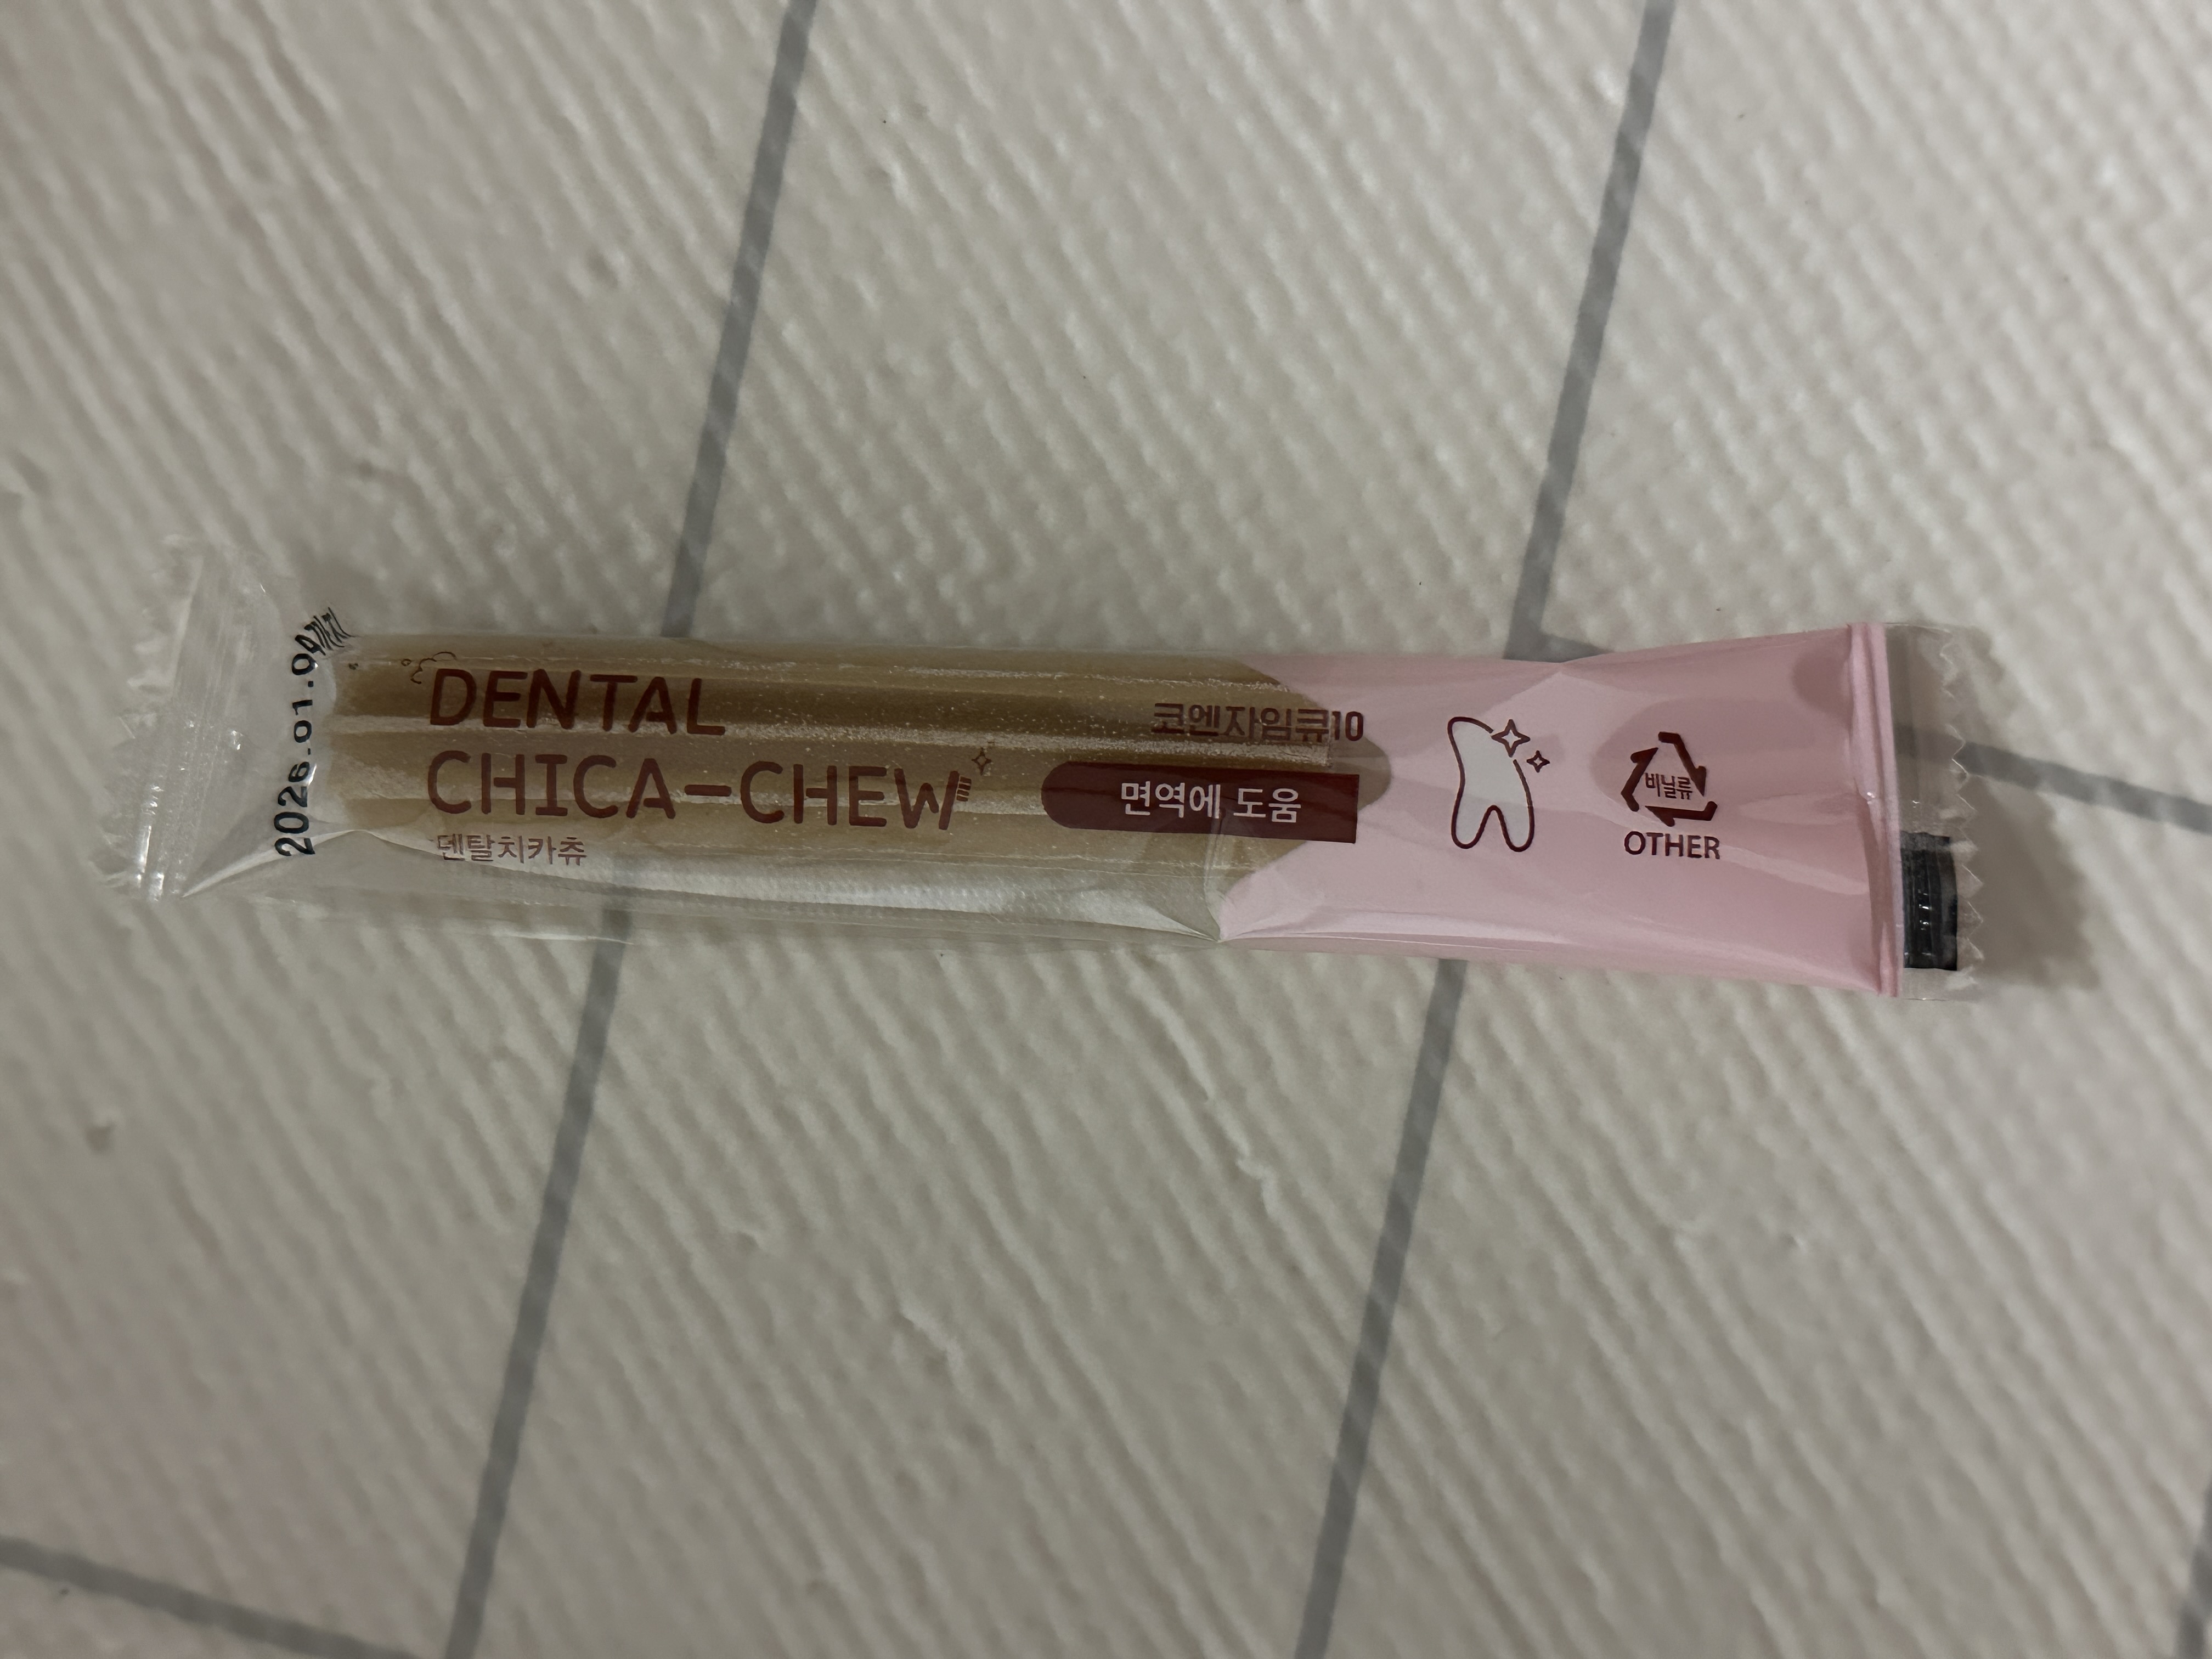 DENTAL
CHICA-CHEW
덴탈치카츄
코엔자임큐10
면역에 도움
비닐류
OTHER